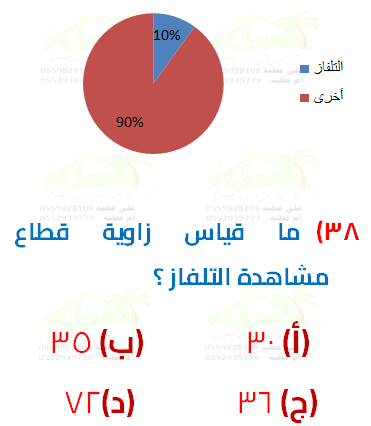 10%
90%
التلفاز
أخرى
٣٨) ما قياس زاوية قطاع
مشاهدة التلفاز ؟
(أ) ٣٠ (ب) ٣٥
(ج) ٣٦ (د) ٧٢